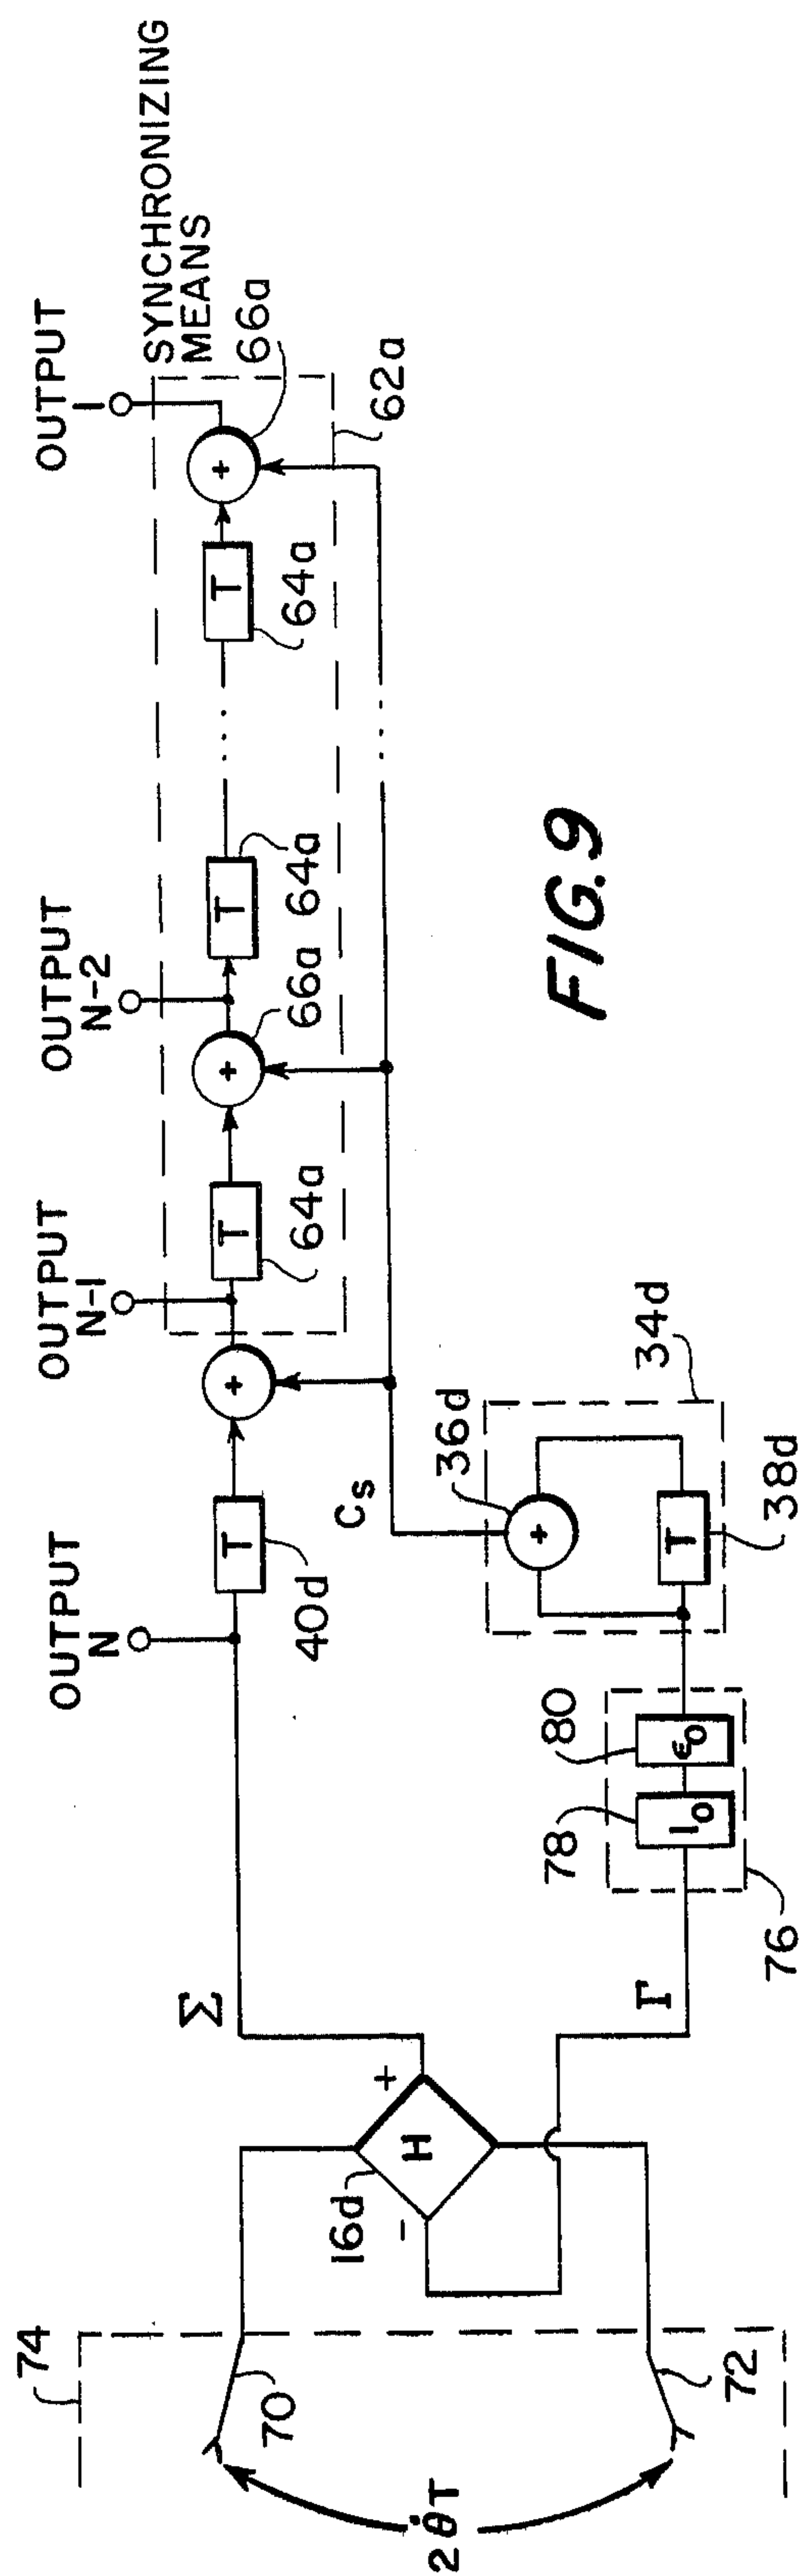 SYNCHRONIZING
MEANS
OUTPUT
N
OUTPUT
N-1
OUTPUT
N-2
OUTPUT
1
66a
62a
+
T
40d
+
T
64a
+
66a
T
64a
. . .
T
64a
+
. . .
Cs
74
70
72
2θ̇T
16d
H
+
-
Σ
Γ
78
80
I0
ϵ0
76
36d
+
T
34d
38d
FIG.9